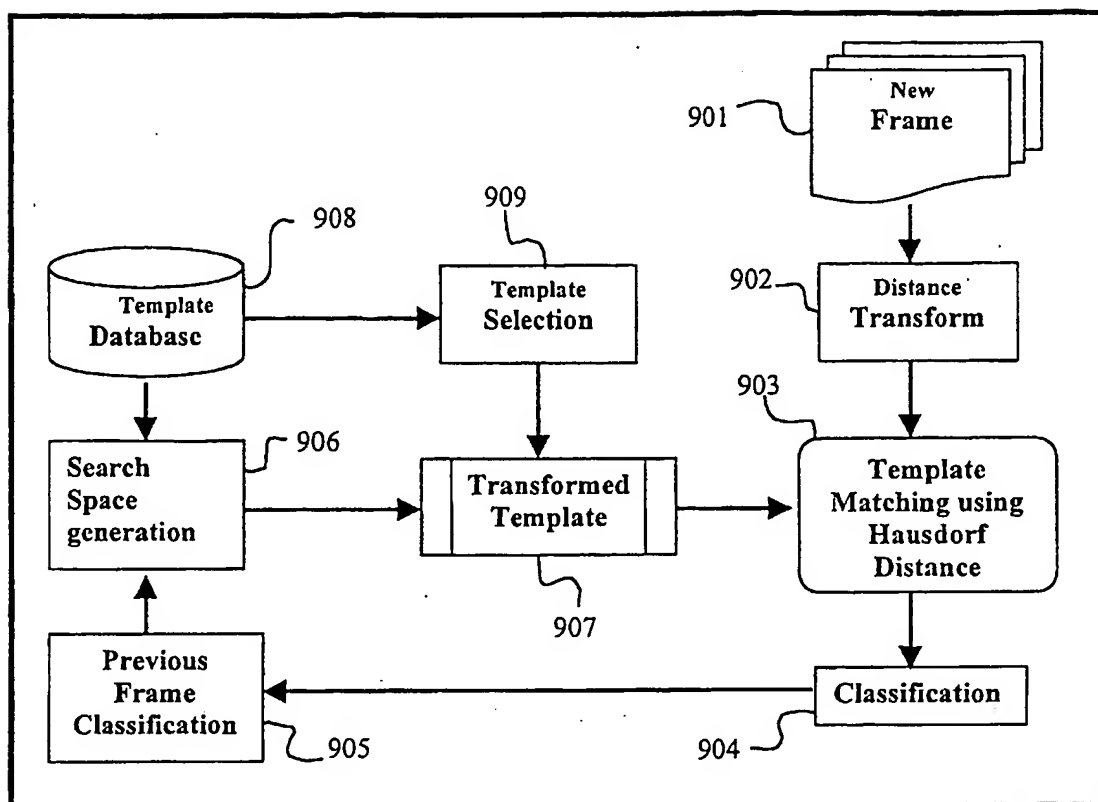 New
Frame
901
908
909
Template
Database
Template
Selection
902
Distance
Transform
903
906
Search
Space
generation
Transformed
Template
Template
Matching using
Hausdorf
Distance
907
Previous
Frame
Classification
905
Classification
904